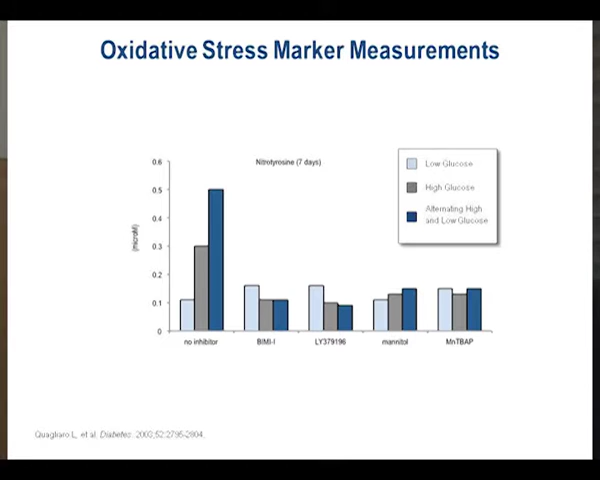 Oxidative Stress Marker Measurements
Nitrotyrosine (7 days)
Low Glucose
High Glucose
Alternating High
and Low Glucose
(microM)
0.6
0.5
0.4
0.3
0.2
0.1
0
no inhibitor BIMI-I LY379196 mannitol MnTBAP
Quagliaro L, et al. Diabetes. 2003;52:2795-2804.